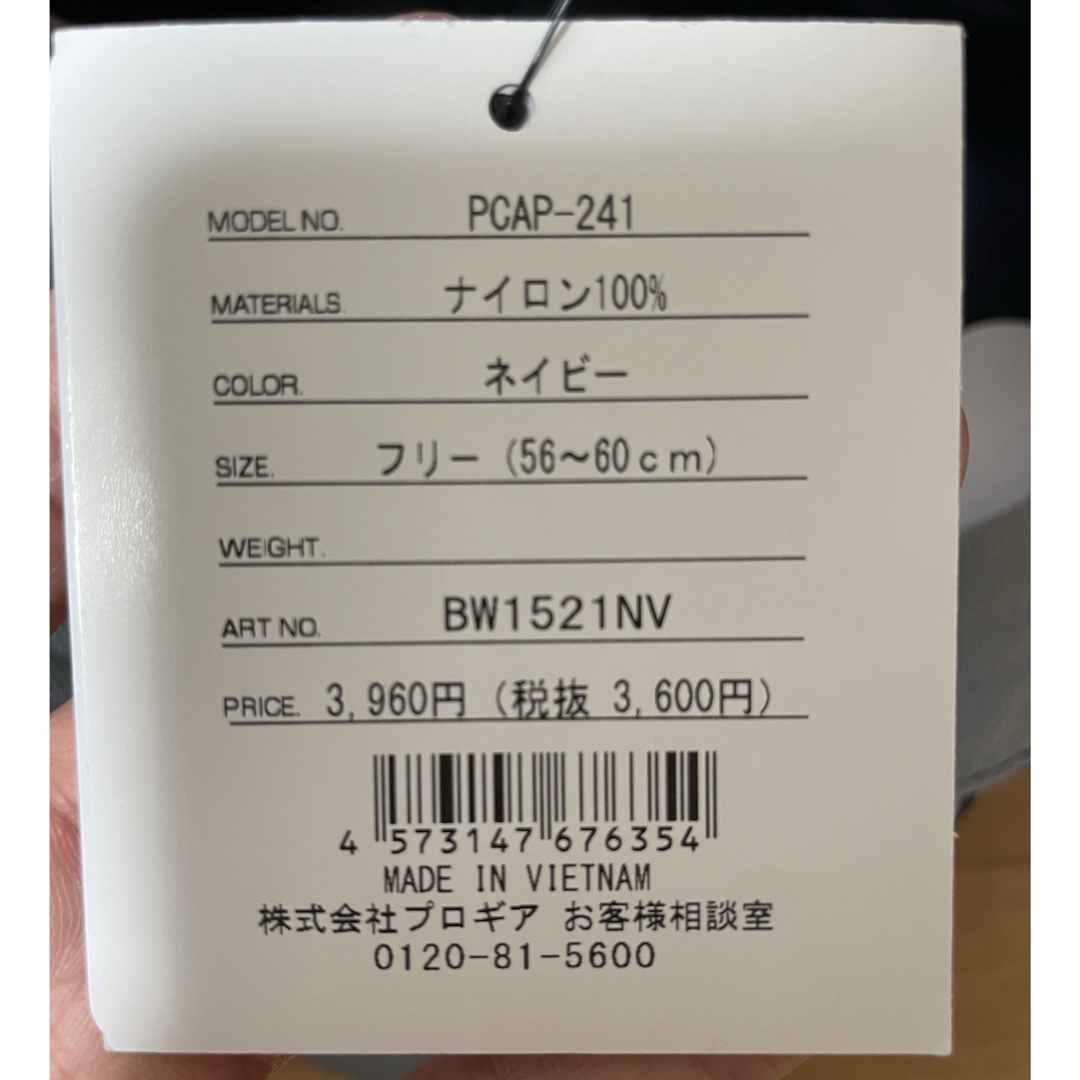 MODEL NO. PCAP-241
MATERIALS. ナイロン100%
COLOR. ネイビー
SIZE. フリー（56～60ｃｍ）
WEIGHT.
ART NO. BW1521NV
PRICE. 3,960円（税抜 3,600円）
4 573147 676354
MADE IN VIETNAM
株式会社プロギア お客様相談室
0120-81-5600